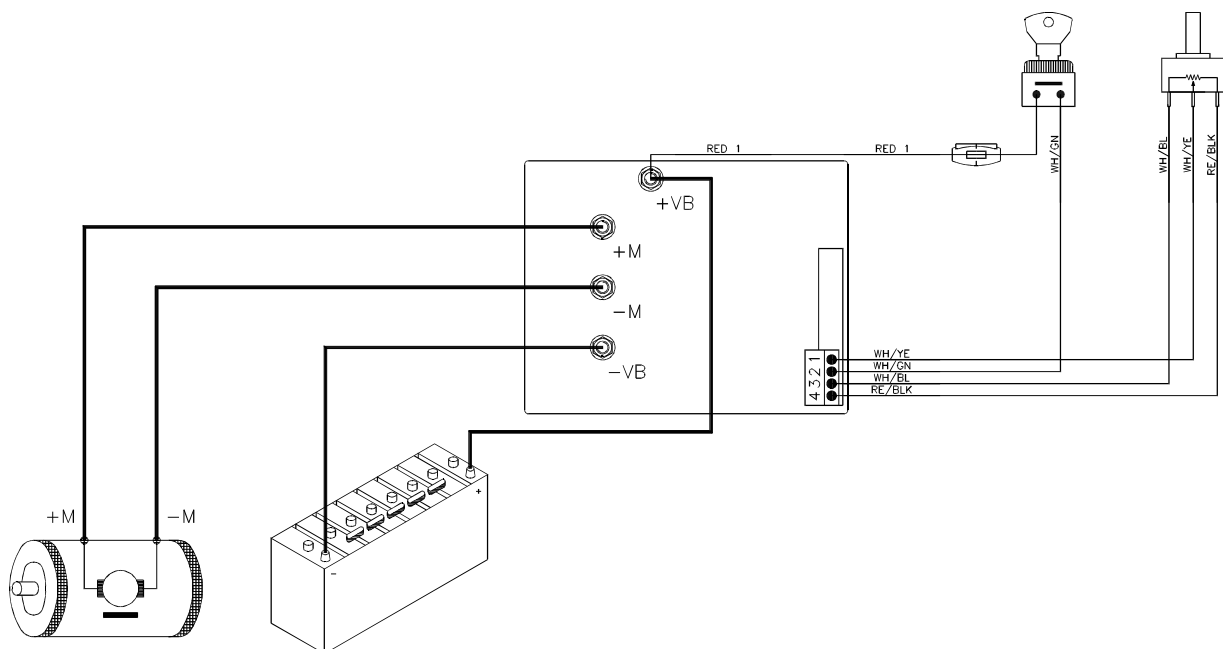 RED 1
RED 1
WH/GN
WH/BL
WH/YE
RE/BLK
+VB
+M
-M
-VB
4 3 2 1
WH/YE
WH/GN
WH/BL
RE/BLK
+M
-M
+
-